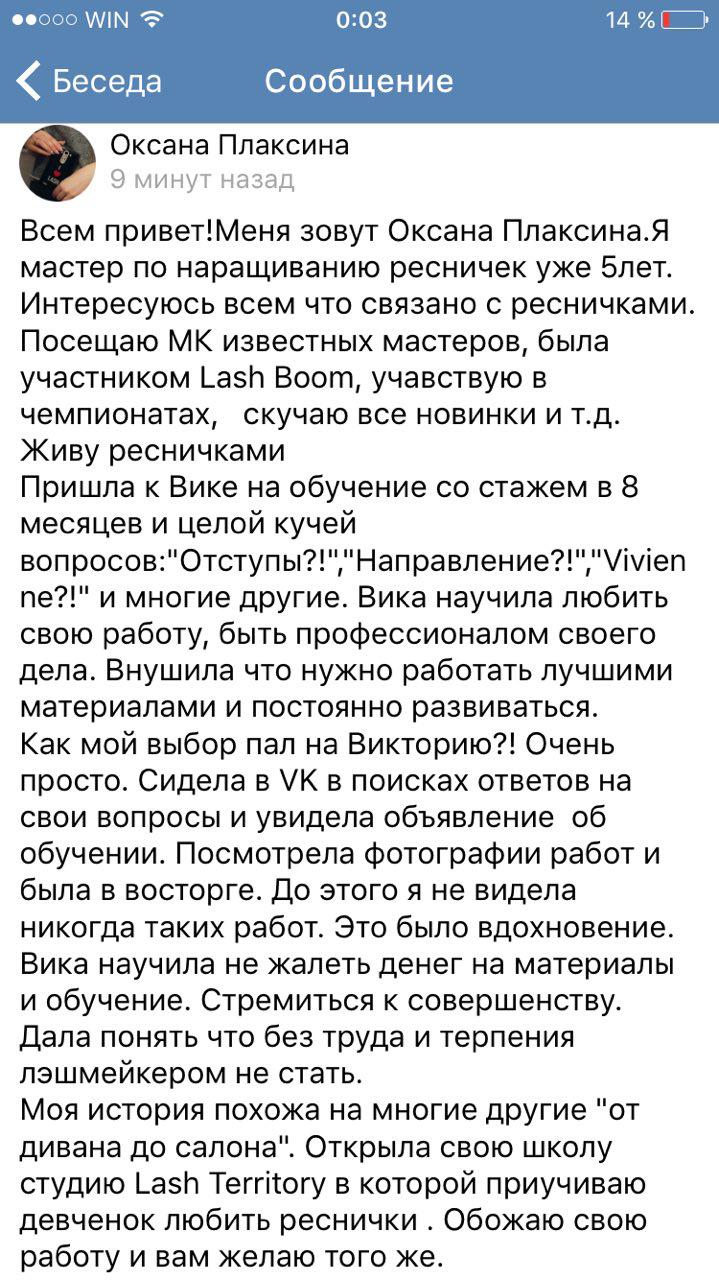 WIN 0:03 14 %
Беседа Сообщение
Оксана Плаксина
9 минут назад
Всем привет!Меня зовут Оксана Плаксина.Я
мастер по наращиванию ресничек уже 5лет.
Интересуюсь всем что связано с ресничками.
Посещаю МК известных мастеров, была
участником Lash Boom, учавствую в
чемпионатах,   скучаю все новинки и т.д.
Живу ресничками
Пришла к Вике на обучение со стажем в 8
месяцев и целой кучей
вопросов:"Отступы?!","Направление?!","Vivien
ne?!" и многие другие. Вика научила любить
свою работу, быть профессионалом своего
дела. Внушила что нужно работать лучшими
материалами и постоянно развиваться.
Как мой выбор пал на Викторию?! Очень
просто. Сидела в VK в поисках ответов на
свои вопросы и увидела объявление  об
обучении. Посмотрела фотографии работ и
была в восторге. До этого я не видела
никогда таких работ. Это было вдохновение.
Вика научила не жалеть денег на материалы
и обучение. Стремиться к совершенству.
Дала понять что без труда и терпения
лэшмейкером не стать.
Моя история похожа на многие другие "от
дивана до салона". Открыла свою школу
студию Lash Territory в которой приучиваю
девченок любить реснички . Обожаю свою
работу и вам желаю того же.